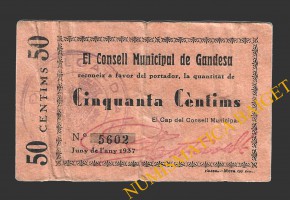 50 CENTIMS 50
El Consell Municipal de Gandesa
reconeix a favor del portador, la quantitat de
Cinquanta Cèntims
El Cap del Consell Municipal
Nº 5602
Juny de l'any 1937
NUMISMATICA